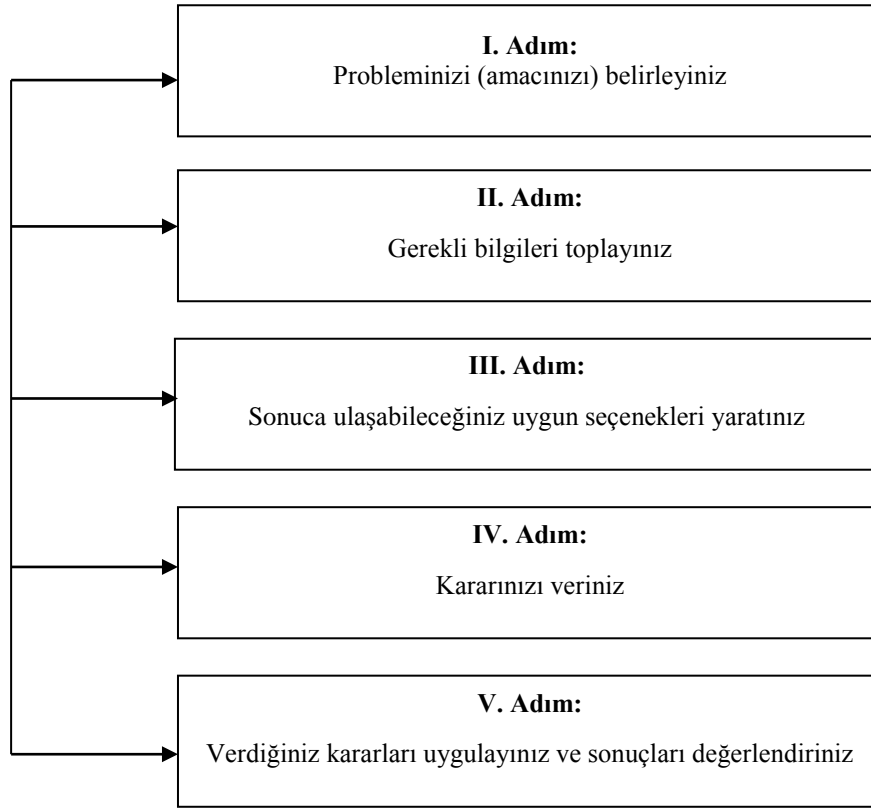 I. Adım:
Probleminizi (amacınızı) belirleyiniz
II. Adım:
Gerekli bilgileri toplayınız
III. Adım:
Sonuca ulaşabileceğiniz uygun seçenekleri yaratınız
IV. Adım:
Kararınızı veriniz
V. Adım:
Verdiğiniz kararları uygulayınız ve sonuçları değerlendiriniz